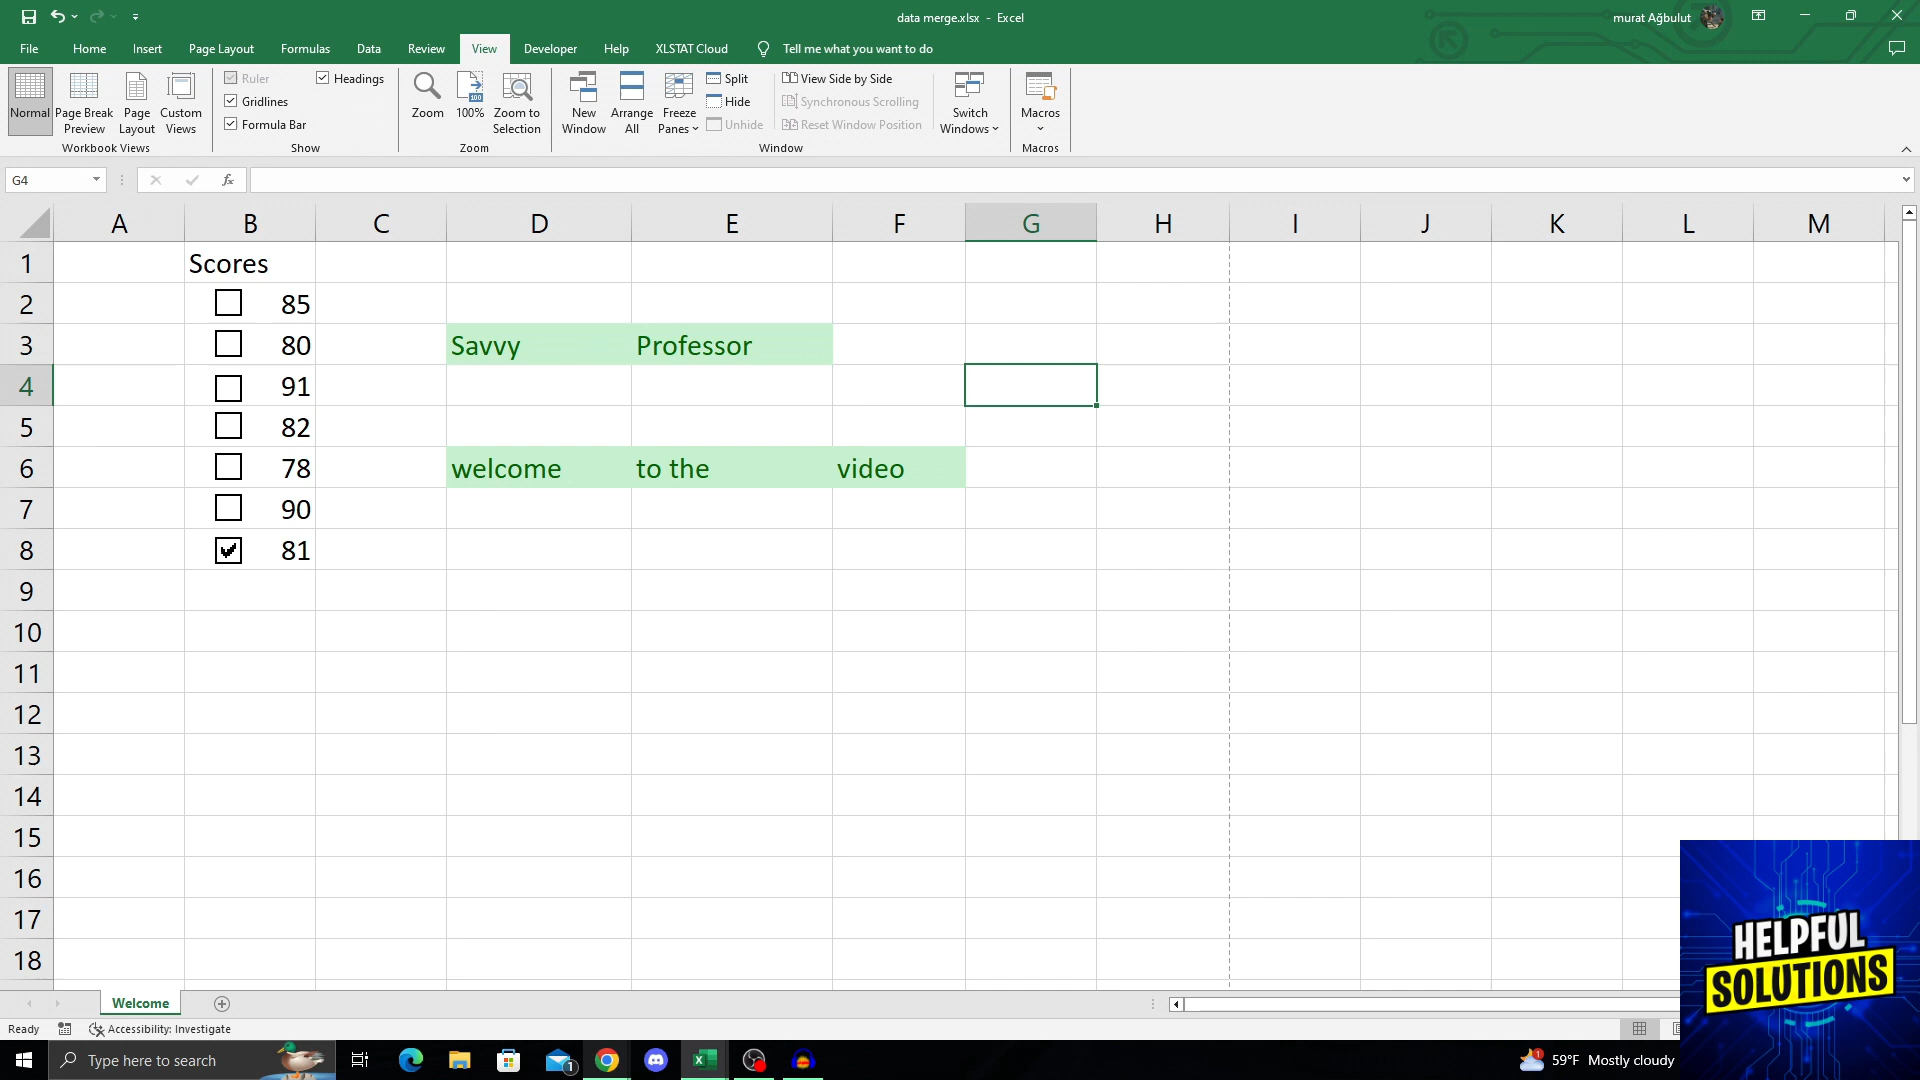 data merge.xlsx - Excel
murat Ağbulut
File Home Insert Page Layout Formulas Data Review View Developer Help XLSTAT Cloud Tell me what you want to do
Normal
Page Break Preview
Page Layout
Custom Views
Workbook Views
Ruler
Headings
Gridlines
Formula Bar
Show
Zoom
100%
Zoom to Selection
Zoom
New Window
Arrange All
Freeze Panes
Split
Hide
Unhide
View Side by Side
Synchronous Scrolling
Reset Window Position
Window
Switch Windows
Macros
Macros
G4
fx
A B C D E F G H I J K L M
1 Scores
2 85
3 80 Savvy Professor
4 91
5 82
6 78 welcome to the video
7 90
8 81
9
10
11
12
13
14
15
16
17
18
HELPFUL
SOLUTIONS
Welcome
Ready
Accessibility: Investigate
Type here to search
1
1
59°F Mostly cloudy